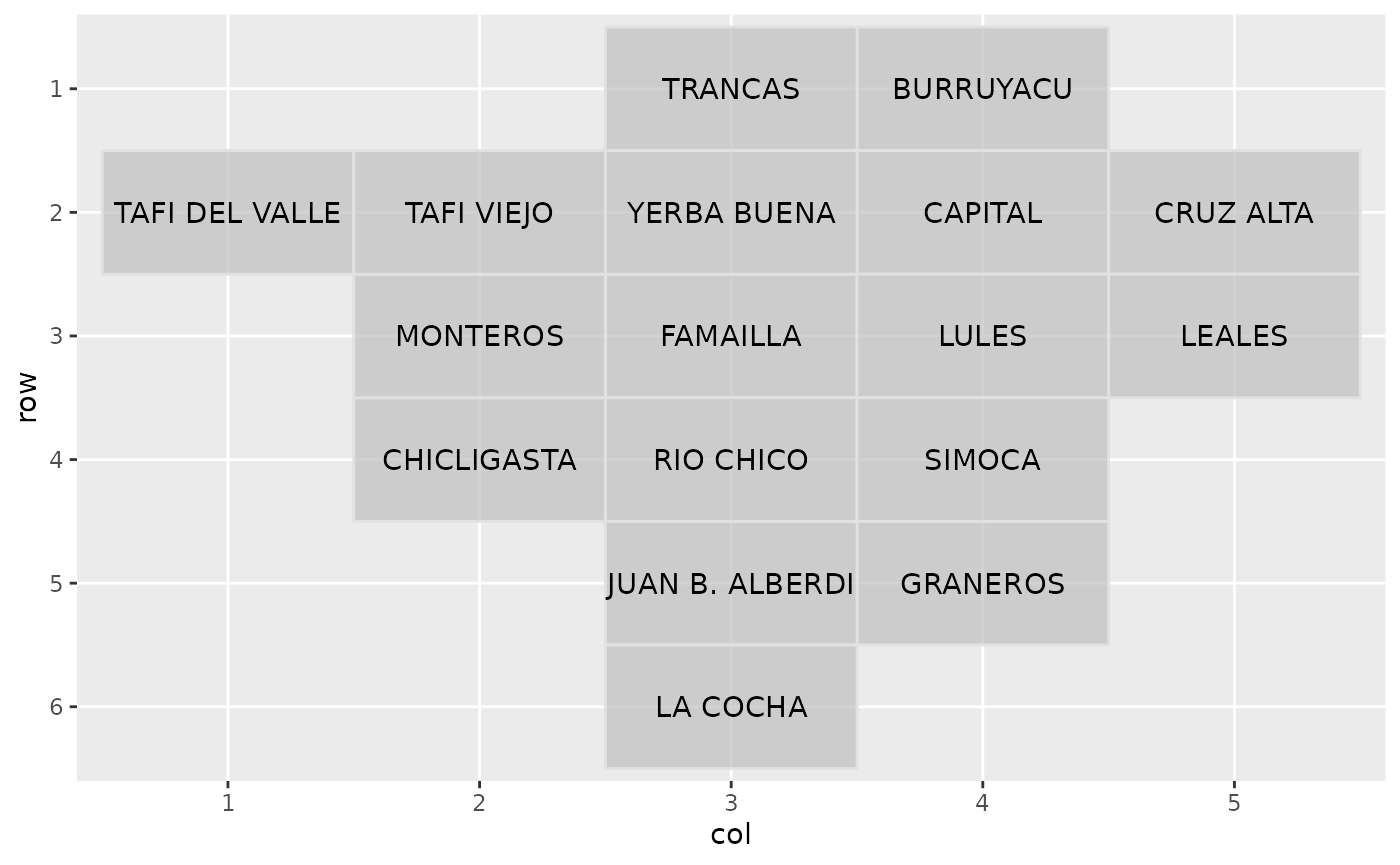 1 TRANCAS BURRUYACU
2 TAFI DEL VALLE TAFI VIEJO YERBA BUENA CAPITAL CRUZ ALTA
3 MONTEROS FAMAILLA LULES LEALES
row
4 CHICLIGASTA RIO CHICO SIMOCA
5 JUAN B. ALBERDI GRANEROS
6 LA COCHA
1 2 3 4 5
col